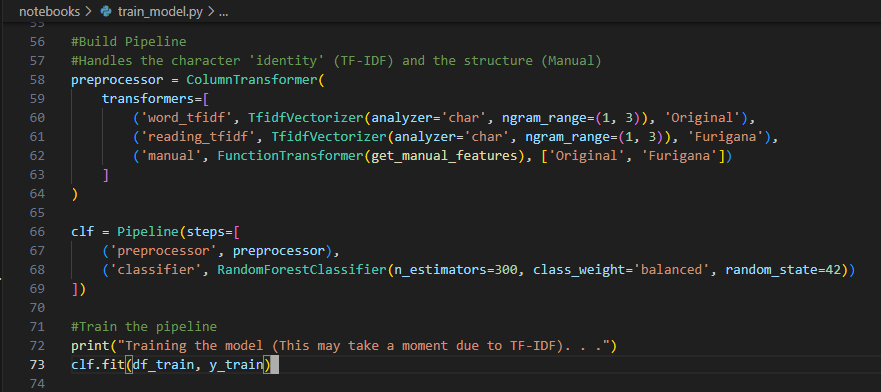 notebooks > train_model.py > ...
55
56 #Build Pipeline
57 #Handles the character 'identity' (TF-IDF) and the structure (Manual)
58 preprocessor = ColumnTransformer(
59     transformers=[
60         ('word_tfidf', TfidfVectorizer(analyzer='char', ngram_range=(1, 3)), 'Original'),
61         ('reading_tfidf', TfidfVectorizer(analyzer='char', ngram_range=(1, 3)), 'Furigana'),
62         ('manual', FunctionTransformer(get_manual_features), ['Original', 'Furigana'])
63     ]
64 )
65
66 clf = Pipeline(steps=[
67     ('preprocessor', preprocessor),
68     ('classifier', RandomForestClassifier(n_estimators=300, class_weight='balanced', random_state=42))
69 ])
70
71 #Train the pipeline
72 print("Training the model (This may take a moment due to TF-IDF). . .")
73 clf.fit(df_train, y_train)
74